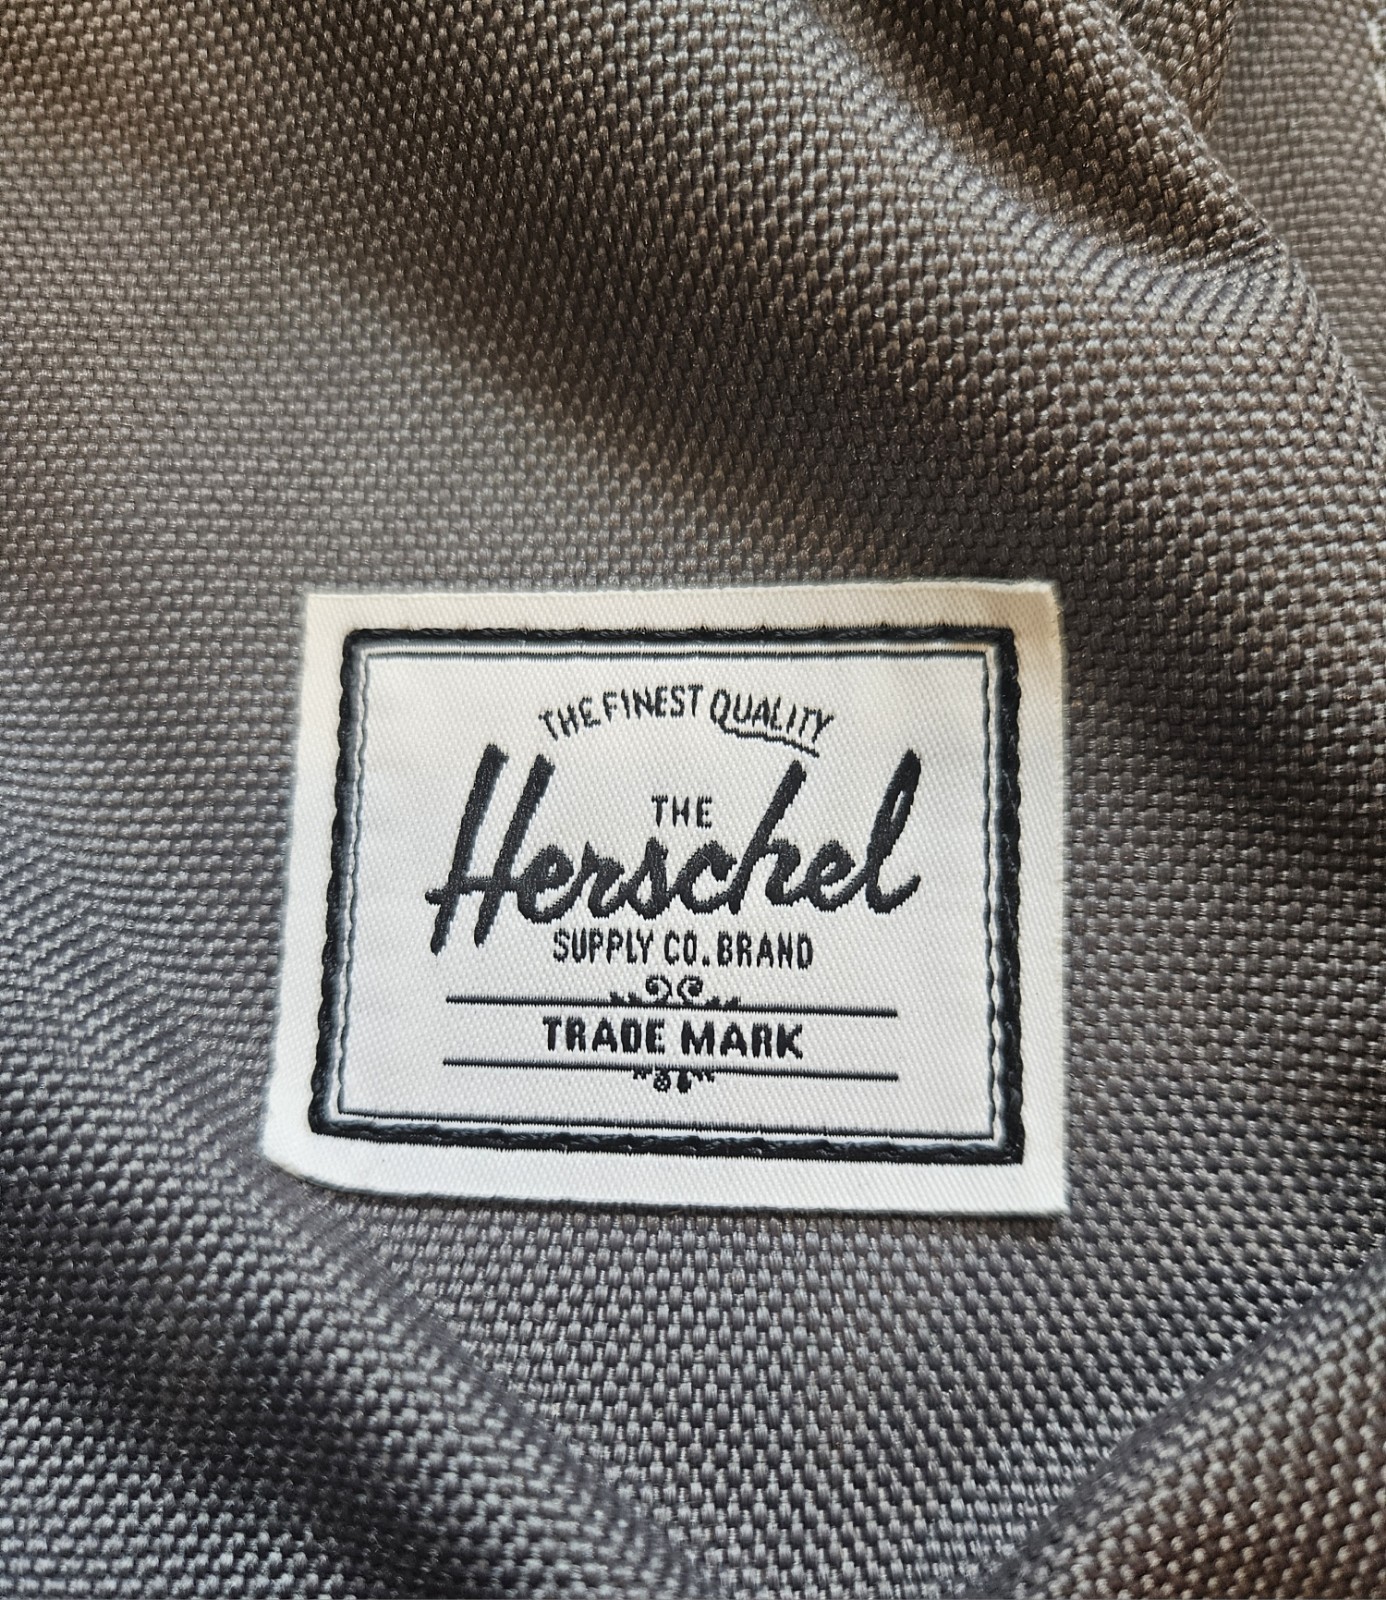 THE FINEST QUALITY
THE
Herschel
SUPPLY CO. BRAND
TRADE MARK